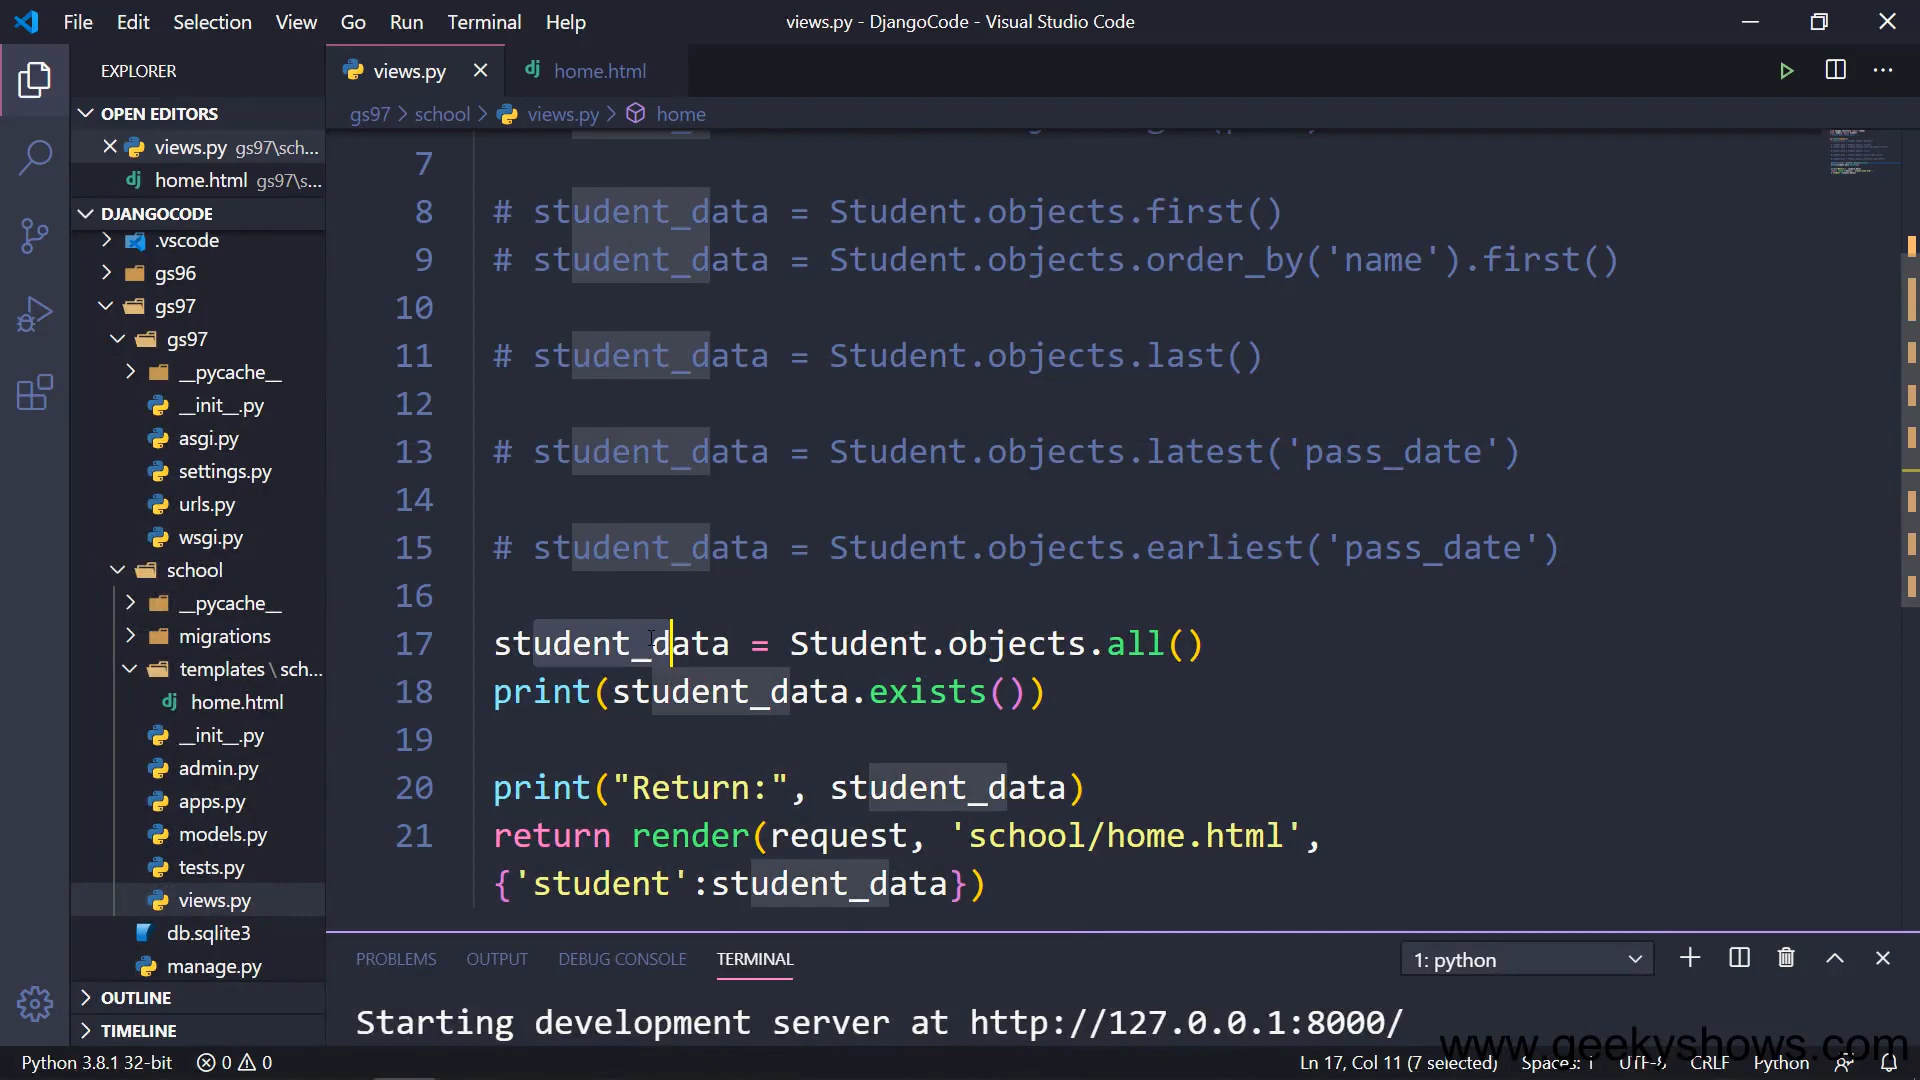 File Edit Selection View Go Run Terminal Help
views.py - DjangoCode - Visual Studio Code
EXPLORER
OPEN EDITORS
views.py gs97\sch...
home.html gs97\s...
DJANGOCODE
.vscode
gs96
gs97
gs97
__pycache__
__init__.py
asgi.py
settings.py
urls.py
wsgi.py
school
__pycache__
migrations
templates \ sch...
home.html
__init__.py
admin.py
apps.py
models.py
tests.py
views.py
db.sqlite3
manage.py
OUTLINE
TIMELINE
views.py
home.html
gs97 > school > views.py > home
7
8 # student_data = Student.objects.first()
9 # student_data = Student.objects.order_by('name').first()
10
11 # student_data = Student.objects.last()
12
13 # student_data = Student.objects.latest('pass_date')
14
15 # student_data = Student.objects.earliest('pass_date')
16
17 student_data = Student.objects.all()
18 print(student_data.exists())
19
20 print("Return:", student_data)
21 return render(request, 'school/home.html',
{'student':student_data})
PROBLEMS OUTPUT DEBUG CONSOLE TERMINAL
1: python
Starting development server at http://127.0.0.1:8000/
www.geekyshows.com
Python 3.8.1 32-bit 0 0
Ln 17, Col 11 (7 selected) Spaces: 1 UTF-8 CRLF Python